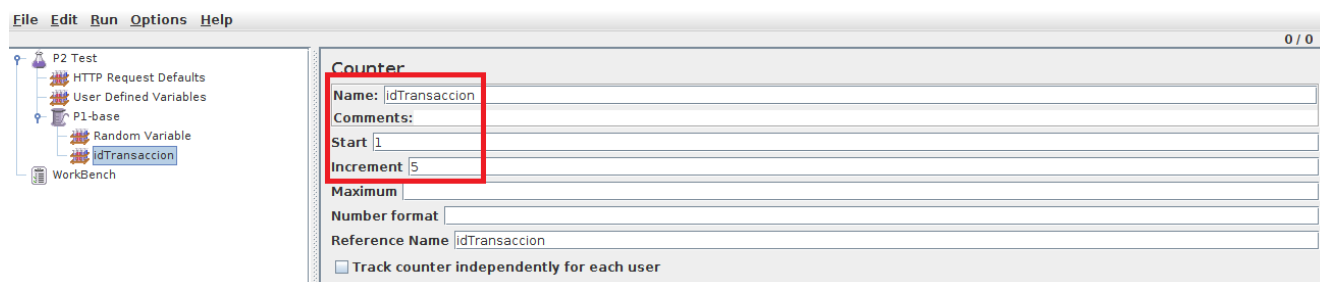 File Edit Run Options Help
0 / 0
P2 Test
HTTP Request Defaults
User Defined Variables
P1-base
Random Variable
idTransaccion
WorkBench
Counter
Name: idTransaccion
Comments:
Start 1
Increment 5
Maximum
Number format
Reference Name idTransaccion
Track counter independently for each user